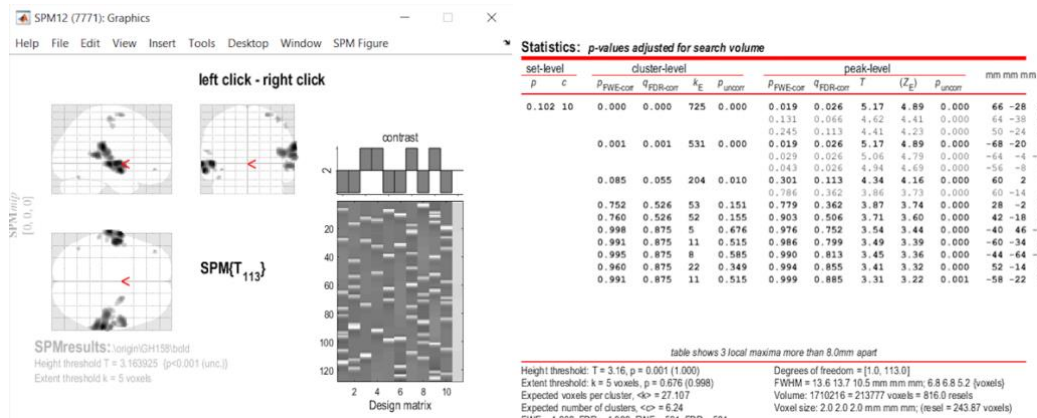 SPM12 (7771): Graphics
Help File Edit View Insert Tools Desktop Window SPM Figure
left click - right click
contrast
2
SPMmip
[0, 0, 0]
SPM{T113}
20
40
60
80
100
120
2 4 6 8 10
Design matrix
SPMresults: \origin\GH158\bold
Height threshold T = 3.163925 {p<0.001 (unc.)}
Extent threshold k = 5 voxels
Statistics: p-values adjusted for search volume
set-level cluster-level peak-level mm mm mm
p c pFWE-corr qFDR-corr kE puncorr pFWE-corr qFDR-corr T (ZE) puncorr
0.102 10 0.000 0.000 725 0.000 0.019 0.026 5.17 4.89 0.000 66 -28
0.131 0.066 4.62 4.41 0.000 64 -38
0.245 0.113 4.41 4.23 0.000 50 -24
0.001 0.001 531 0.000 0.019 0.026 5.17 4.89 0.000 -68 -20
0.029 0.026 5.06 4.79 0.000 -64 -4
0.043 0.026 4.94 4.69 0.000 -56 -8
0.085 0.055 204 0.010 0.301 0.113 4.34 4.16 0.000 60 2
0.786 0.362 3.86 3.73 0.000 60 -14
0.752 0.526 53 0.151 0.779 0.362 3.87 3.74 0.000 28 -2
0.760 0.526 52 0.155 0.903 0.506 3.71 3.60 0.000 42 -18
0.998 0.875 5 0.676 0.976 0.752 3.54 3.44 0.000 -40 46
0.991 0.875 11 0.515 0.986 0.799 3.49 3.39 0.000 -60 -34
0.995 0.875 8 0.585 0.990 0.813 3.45 3.36 0.000 -44 -64
0.960 0.875 22 0.349 0.994 0.855 3.41 3.32 0.000 52 -14
0.991 0.875 11 0.515 0.999 0.885 3.31 3.22 0.001 -58 -22
table shows 3 local maxima more than 8.0mm apart
Height threshold: T = 3.16, p = 0.001 (1.000)
Extent threshold: k = 5 voxels, p = 0.676 (0.998)
Expected voxels per cluster, <k> = 27.107
Expected number of clusters, <c> = 6.24
Degrees of freedom = [1.0, 113.0]
FWHM = 13.6 13.7 10.5 mm mm mm; 6.8 6.8 5.2 {voxels}
Volume: 1710216 = 213777 voxels = 816.0 resels
Voxel size: 2.0 2.0 2.0 mm mm mm; (resel = 243.87 voxels)